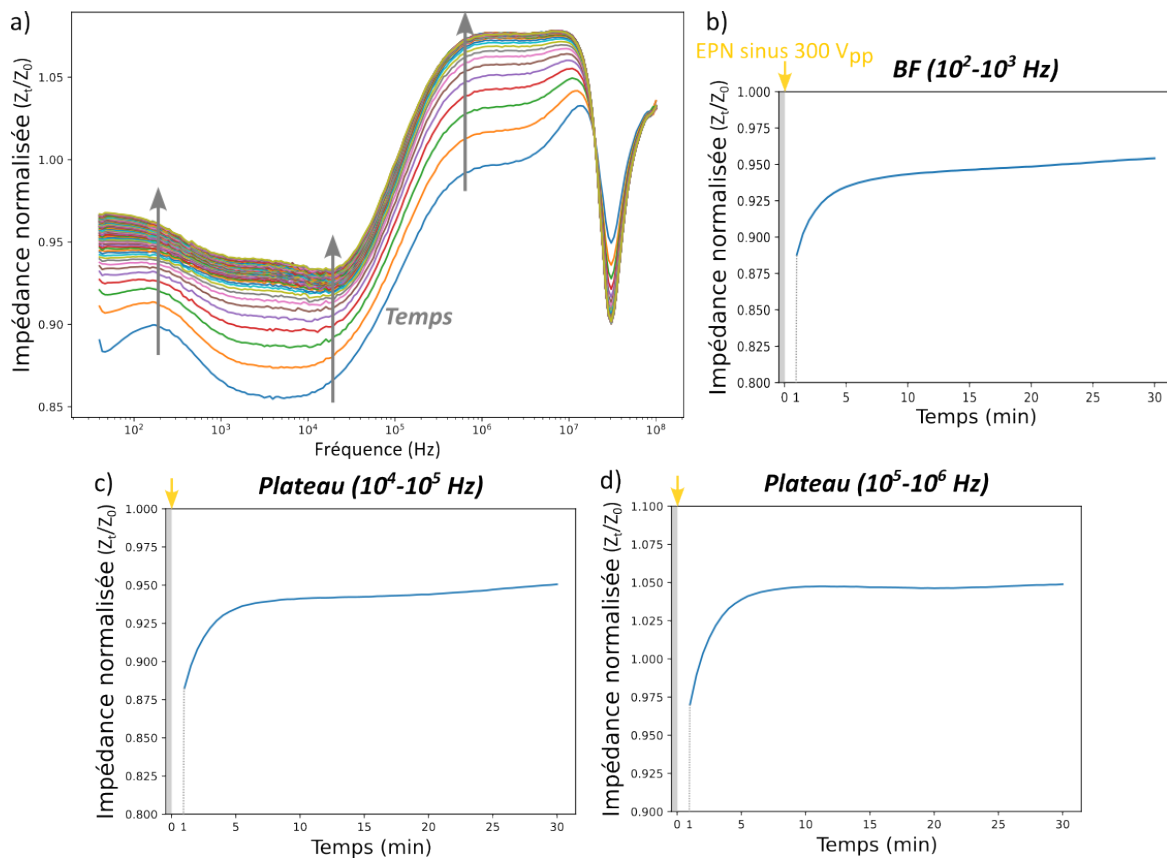 a)
Impédance normalisée (Zt/Z0)
1.05
1.00
0.95
0.90
0.85
Temps
10² 10³ 10⁴ 10⁵ 10⁶ 10⁷ 10⁸
Fréquence (Hz)
b)
EPN sinus 300 Vpp
BF (10²-10³ Hz)
Impédance normalisée (Zt/Z0)
1.000
0.975
0.950
0.925
0.900
0.875
0.850
0.825
0.800
0 1 5 10 15 20 25 30
Temps (min)
c)
Plateau (10⁴-10⁵ Hz)
Impédance normalisée (Zt/Z0)
1.000
0.975
0.950
0.925
0.900
0.875
0.850
0.825
0.800
0 1 5 10 15 20 25 30
Temps (min)
d)
Plateau (10⁵-10⁶ Hz)
Impédance normalisée (Zt/Z0)
1.100
1.075
1.050
1.025
1.000
0.975
0.950
0.925
0.900
0 1 5 10 15 20 25 30
Temps (min)